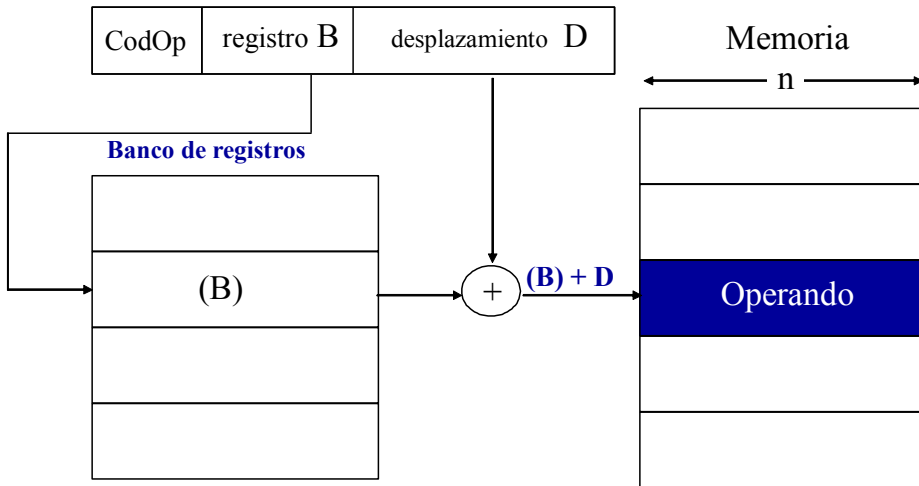 CodOp registro B desplazamiento D
Memoria
n
Banco de registros
(B)
+
(B) + D
Operando